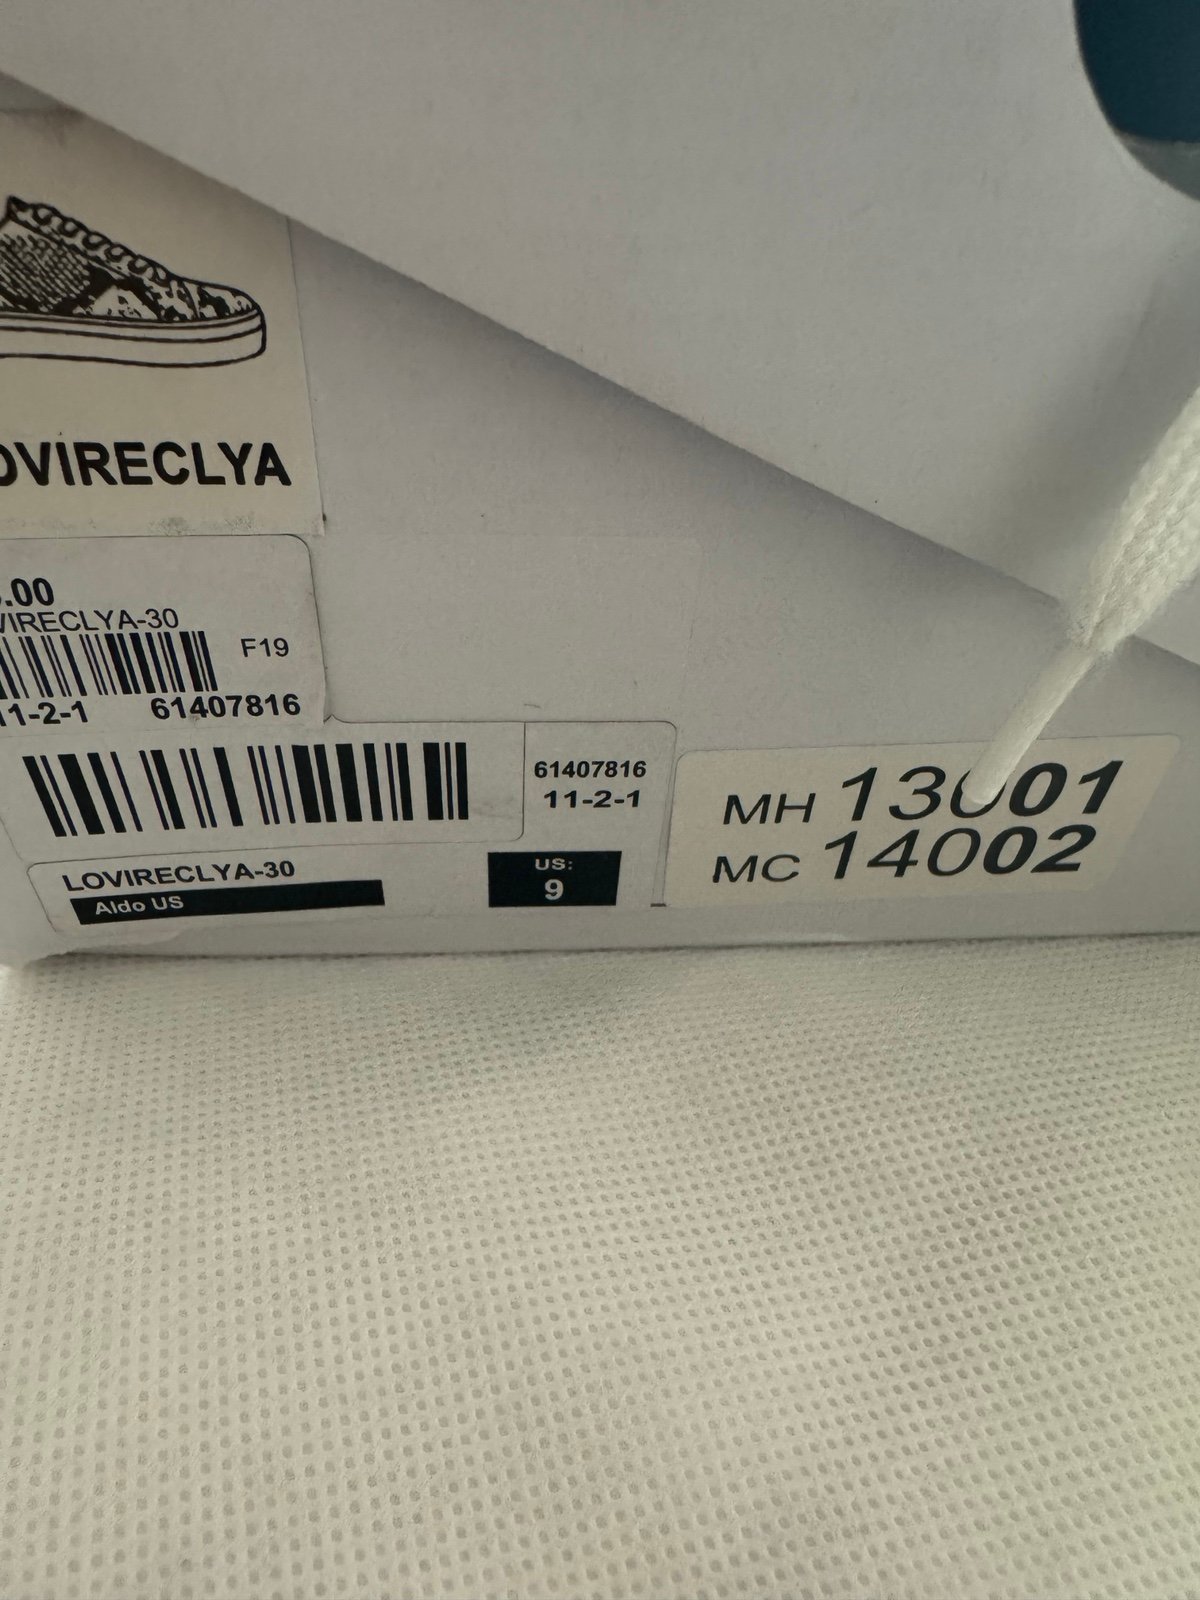 OVIRECLYA
.00
VIRECLYA-30
F19
11-2-1 61407816
61407816
11-2-1
LOVIRECLYA-30
Aldo US
US:
9
MH 13001
MC 14002